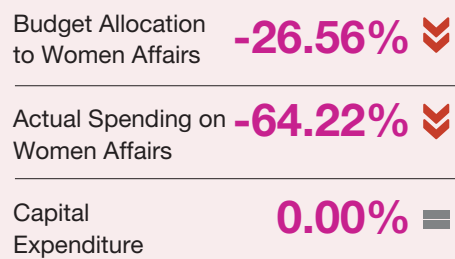 Budget Allocation
to Women Affairs
-26.56%
Actual Spending on
Women Affairs
-64.22%
Capital
Expenditure
0.00%